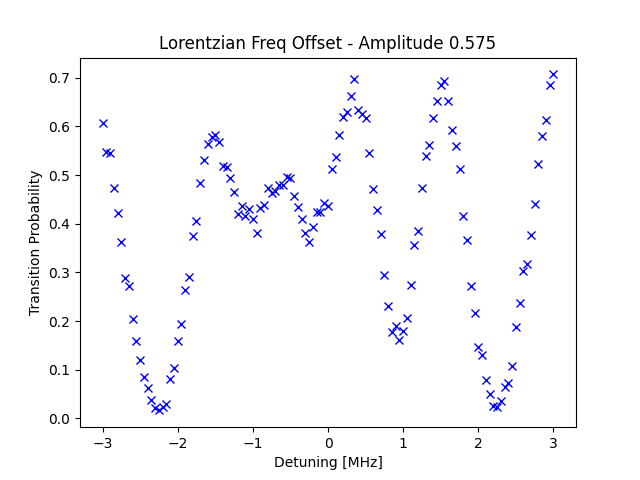 Lorentzian Freq Offset - Amplitude 0.575
Transition Probability
0.7
0.6
0.5
0.4
0.3
0.2
0.1
0.0
−3 −2 −1 0 1 2 3
Detuning [MHz]